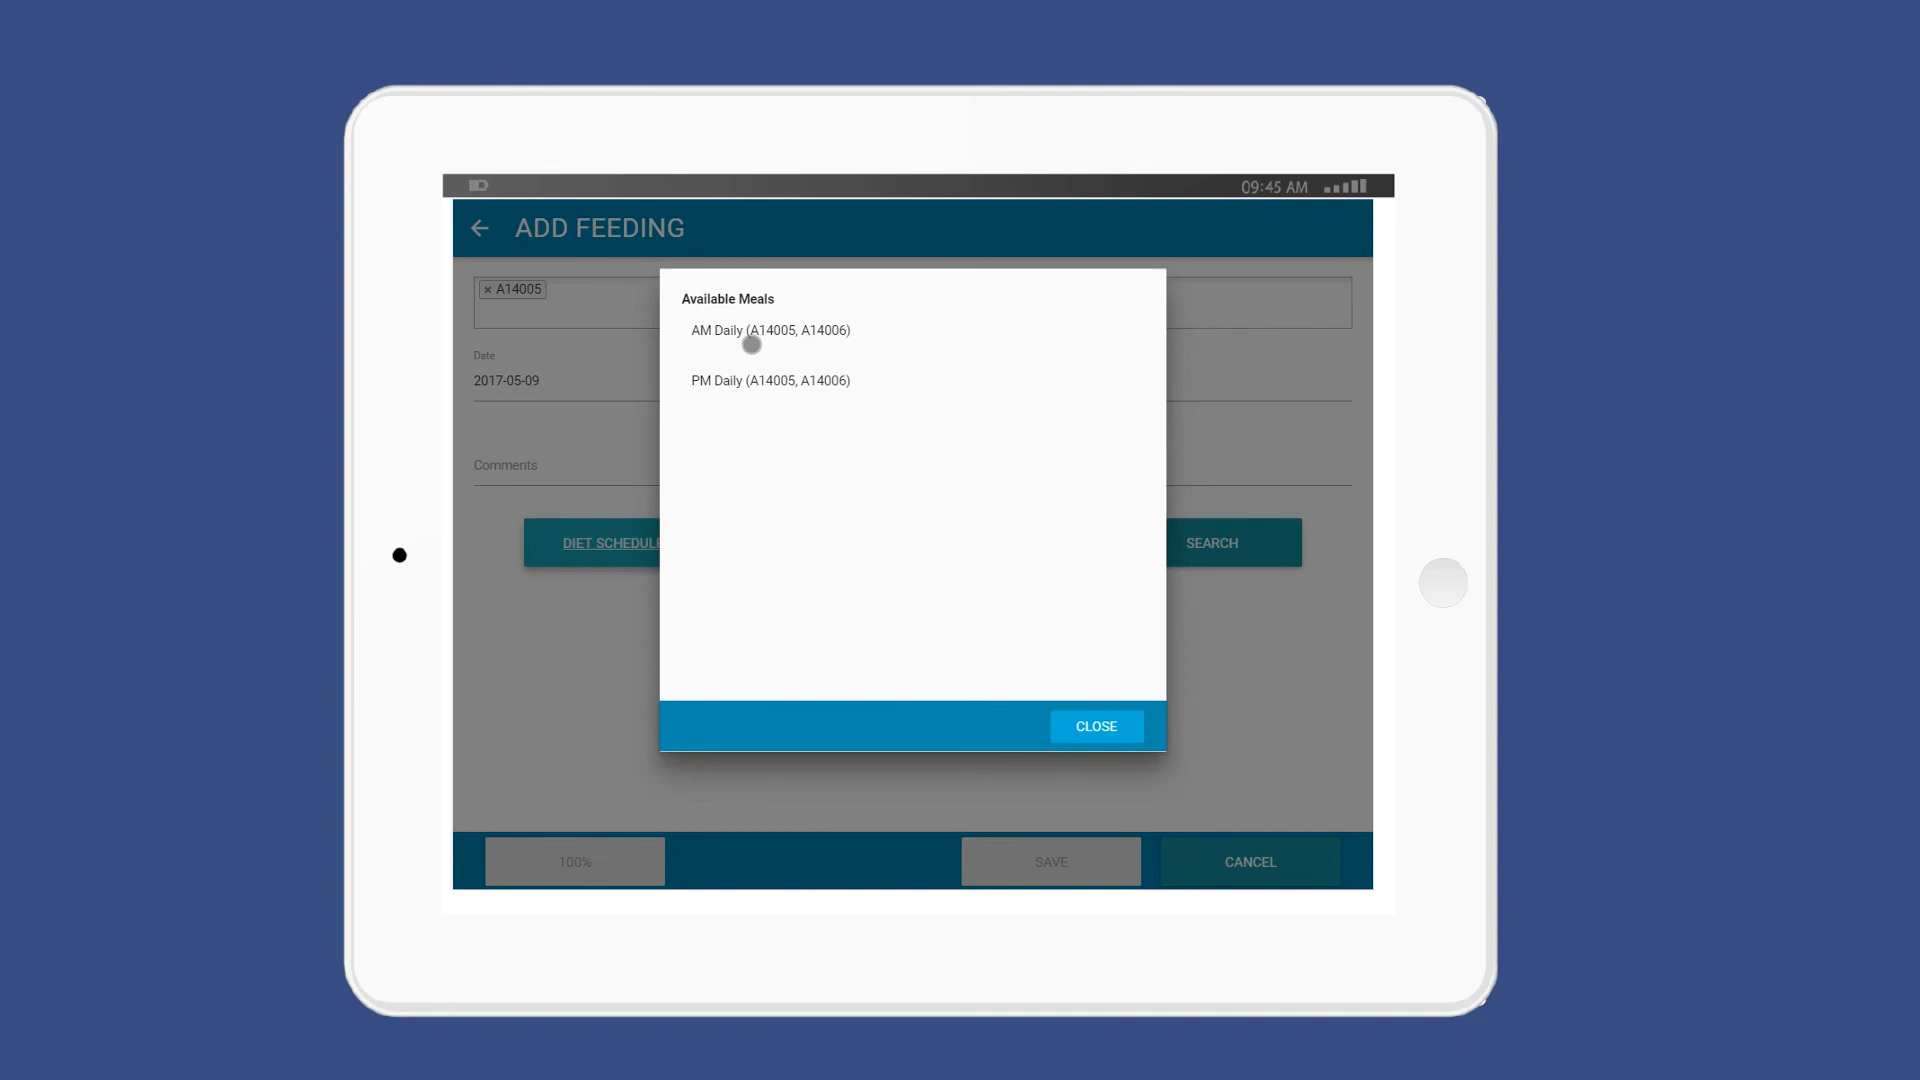 09:45 AM
ADD FEEDING
× A14005
Available Meals
AM Daily (A14005, A14006)
Date
2017-05-09
PM Daily (A14005, A14006)
Comments
DIET SCHEDULE
SEARCH
CLOSE
100%
SAVE
CANCEL